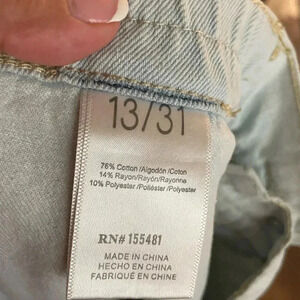 13/31
76% Cotton/Algodón/Coton
14% Rayon/Rayón/Rayonne
10% Polyester/Poliéster/Polyester
RN# 155481
MADE IN CHINA
HECHO EN CHINA
FABRIQUÉ EN CHINE